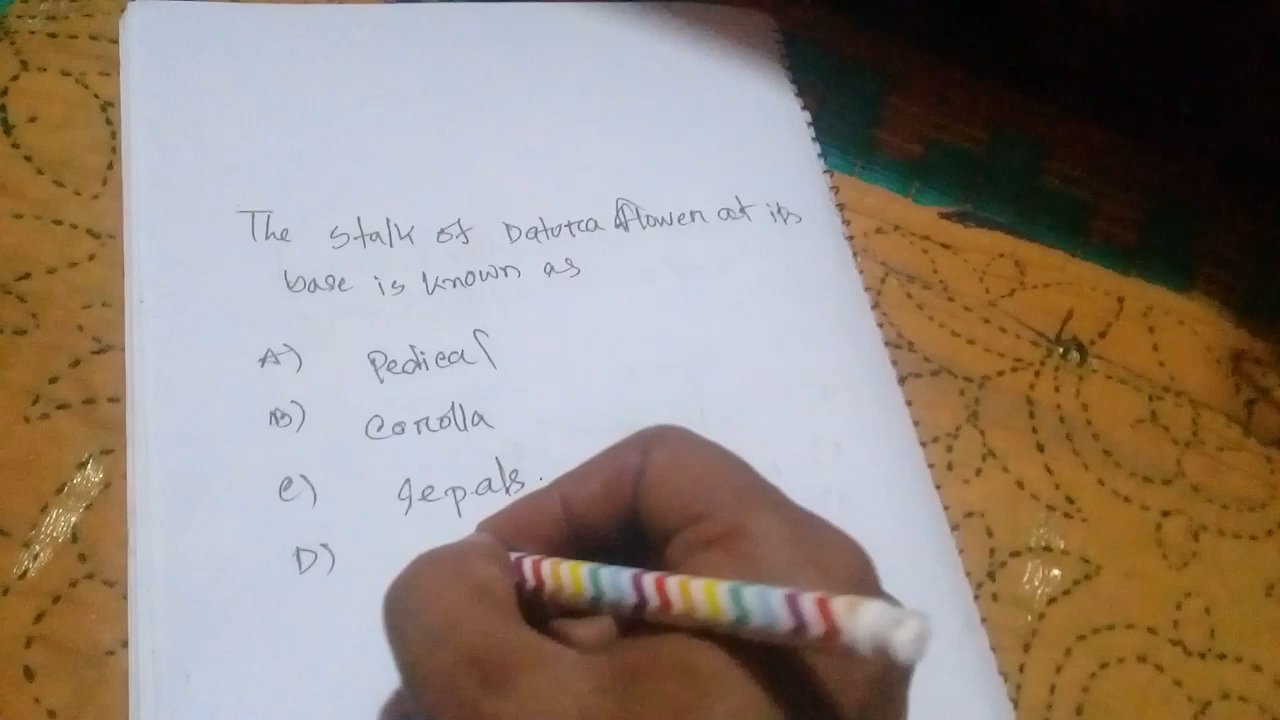 The stalk of Datura flower at its
base is known as
A) Pedical
B) Corolla
C) Sepals.
D)